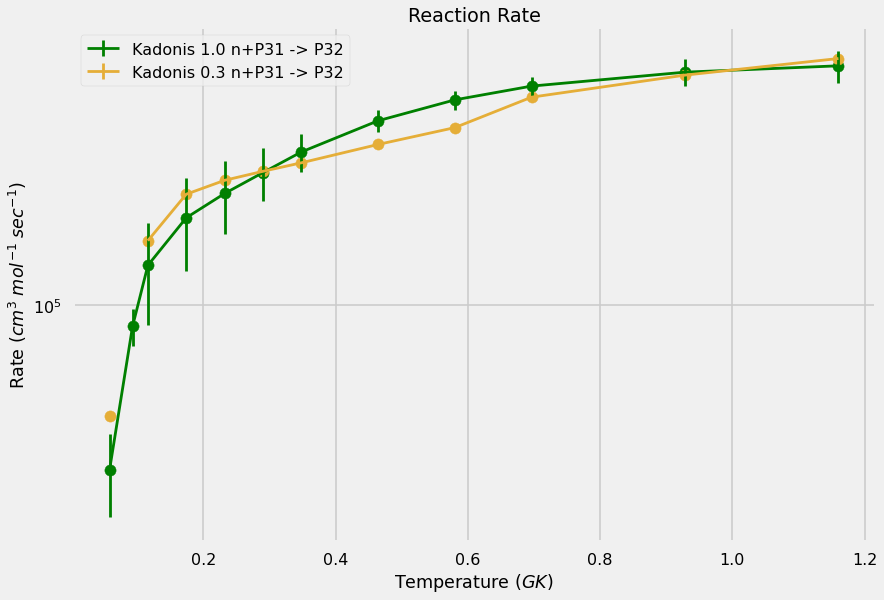 Reaction Rate
Kadonis 1.0 n+P31 -> P32
Kadonis 0.3 n+P31 -> P32
Rate (cm³ mol⁻¹ sec⁻¹)
10⁵
0.2 0.4 0.6 0.8 1.0 1.2
Temperature (GK)